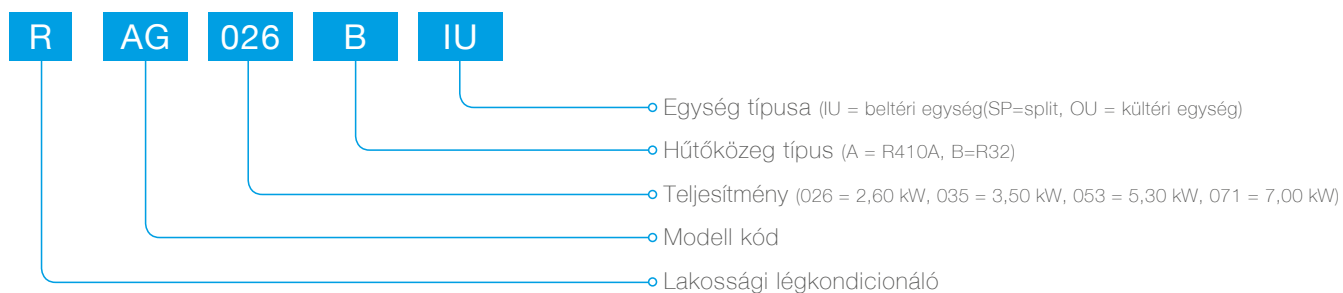 R AG 026 B IU
Egység típusa (IU = beltéri egység(SP=split, OU = kültéri egység)
Hűtőközeg típus (A = R410A, B=R32)
Teljesítmény (026 = 2,60 kW, 035 = 3,50 kW, 053 = 5,30 kW, 071 = 7,00 kW)
Modell kód
Lakossági légkondicionáló